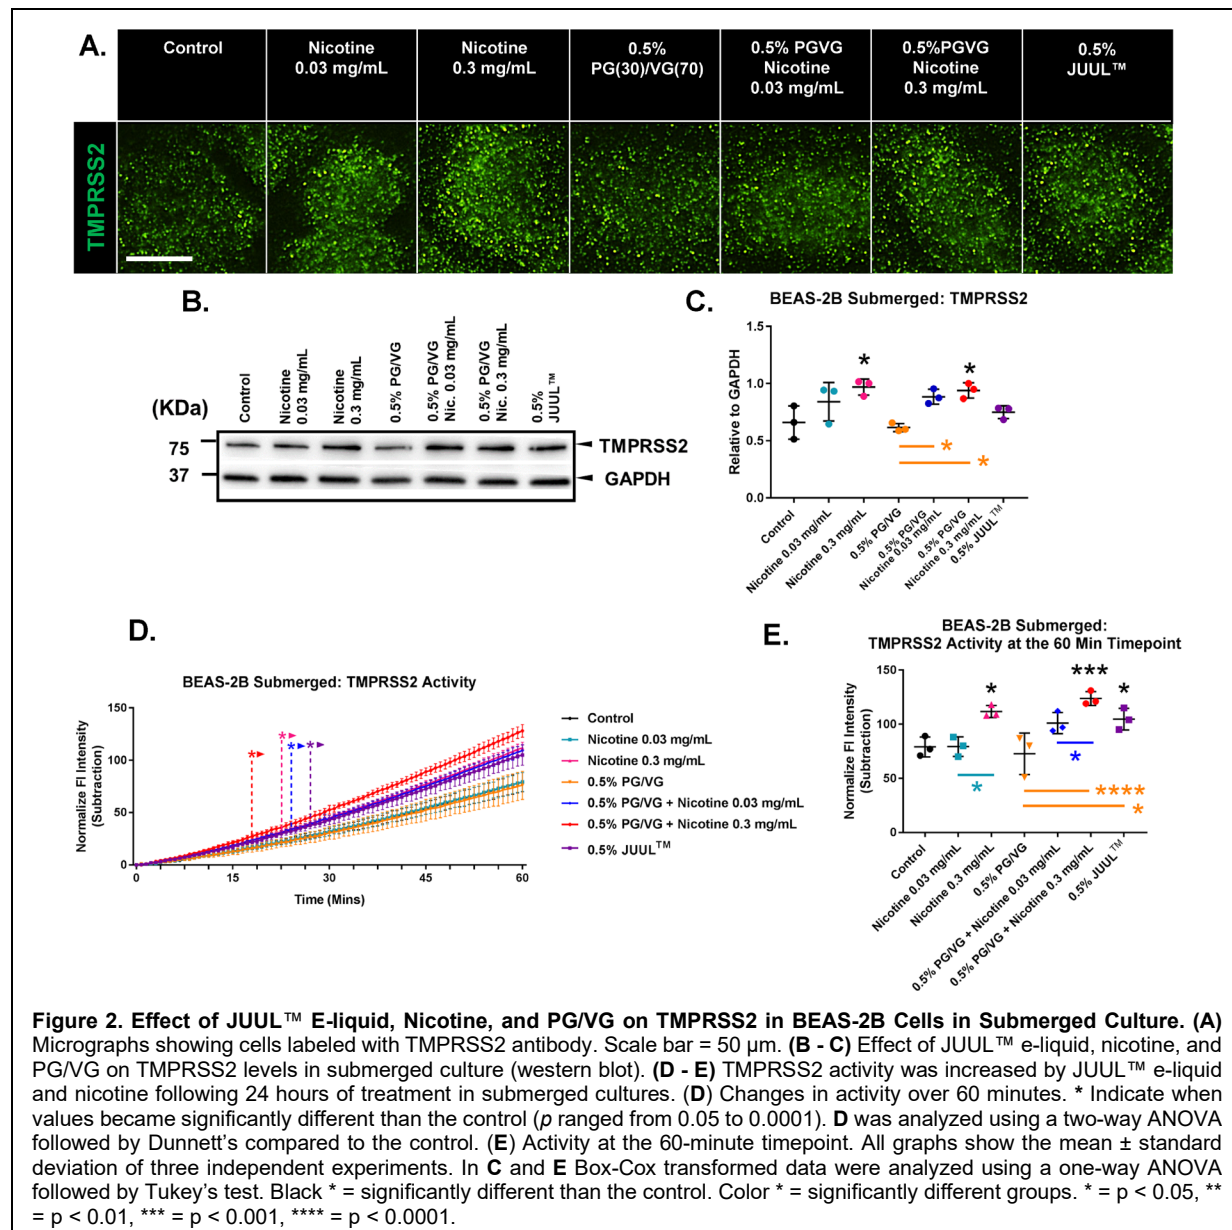 A.
Control
Nicotine
0.03 mg/mL
Nicotine
0.3 mg/mL
0.5%
PG(30)/VG(70)
0.5% PGVG
Nicotine
0.03 mg/mL
0.5%PGVG
Nicotine
0.3 mg/mL
0.5%
JUUL™
TMPRSS2
B.
Control
Nicotine
0.03 mg/mL
Nicotine
0.3 mg/mL
0.5% PG/VG
0.5% PG/VG
Nic. 0.03 mg/mL
0.5% PG/VG
Nic. 0.3 mg/mL
0.5%
JUUL™
(KDa)
75
37
TMPRSS2
GAPDH
C.
BEAS-2B Submerged: TMPRSS2
Relative to GAPDH
1.5
1.0
0.5
0.0
*
*
*
*
Control
Nicotine 0.03 mg/mL
Nicotine 0.3 mg/mL
0.5% PG/VG
0.5% PG/VG
Nicotine 0.03 mg/mL
0.5% PG/VG
Nicotine 0.3 mg/mL
0.5% JUUL™
D.
BEAS-2B Submerged: TMPRSS2 Activity
Normalize Fl Intensity
(Subtraction)
150
100
50
0
*
*
*
*
0
15
30
45
60
Time (Mins)
Control
Nicotine 0.03 mg/mL
Nicotine 0.3 mg/mL
0.5% PG/VG
0.5% PG/VG + Nicotine 0.03 mg/mL
0.5% PG/VG + Nicotine 0.3 mg/mL
0.5% JUUL™
E.
BEAS-2B Submerged:
TMPRSS2 Activity at the 60 Min Timepoint
Normalize Fl Intensity
(Subtraction)
150
100
50
0
*
***
*
*
*
****
*
Control
Nicotine 0.03 mg/mL
Nicotine 0.3 mg/mL
0.5% PG/VG
0.5% PG/VG + Nicotine 0.03 mg/mL
0.5% PG/VG + Nicotine 0.3 mg/mL
0.5% JUUL™
Figure 2. Effect of JUUL™ E-liquid, Nicotine, and PG/VG on TMPRSS2 in BEAS-2B Cells in Submerged Culture. (A)
Micrographs showing cells labeled with TMPRSS2 antibody. Scale bar = 50 µm. (B - C) Effect of JUUL™ e-liquid, nicotine, and
PG/VG on TMPRSS2 levels in submerged culture (western blot). (D - E) TMPRSS2 activity was increased by JUUL™ e-liquid
and nicotine following 24 hours of treatment in submerged cultures. (D) Changes in activity over 60 minutes. * Indicate when
values became significantly different than the control (p ranged from 0.05 to 0.0001). D was analyzed using a two-way ANOVA
followed by Dunnett's compared to the control. (E) Activity at the 60-minute timepoint. All graphs show the mean ± standard
deviation of three independent experiments. In C and E Box-Cox transformed data were analyzed using a one-way ANOVA
followed by Tukey's test. Black * = significantly different than the control. Color * = significantly different groups. * = p < 0.05, **
= p < 0.01, *** = p < 0.001, **** = p < 0.0001.